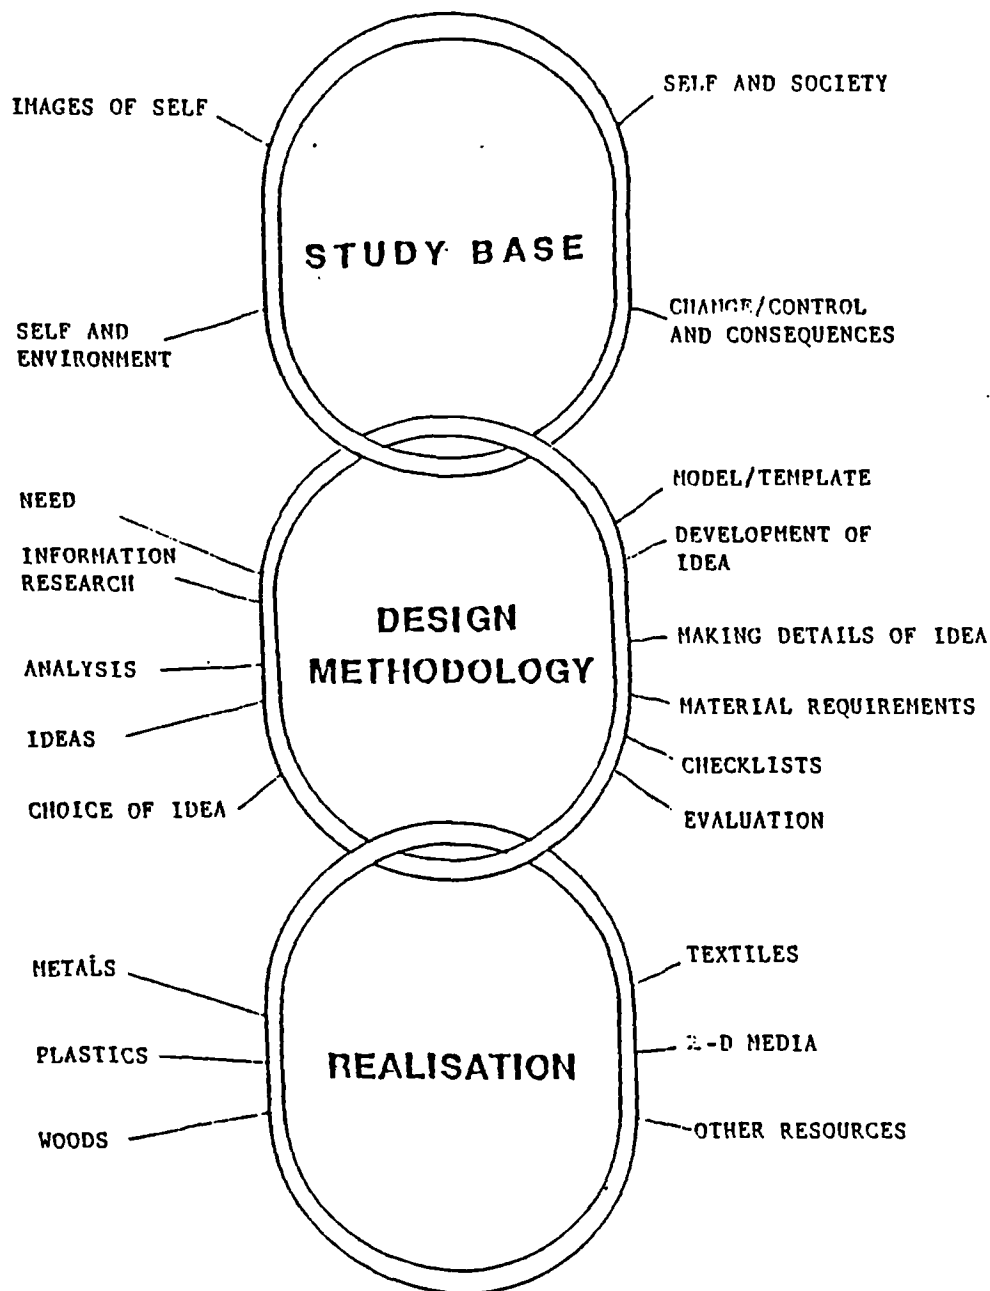 IMAGES OF SELF
SELF AND SOCIETY
STUDY BASE
SELF AND
ENVIRONMENT
CHANGE/CONTROL
AND CONSEQUENCES
NEED
INFORMATION
RESEARCH
ANALYSIS
IDEAS
CHOICE OF IDEA
DESIGN
METHODOLOGY
MODEL/TEMPLATE
DEVELOPMENT OF
IDEA
MAKING DETAILS OF IDEA
MATERIAL REQUIREMENTS
CHECKLISTS
EVALUATION
METALS
PLASTICS
WOODS
REALISATION
TEXTILES
-D MEDIA
OTHER RESOURCES